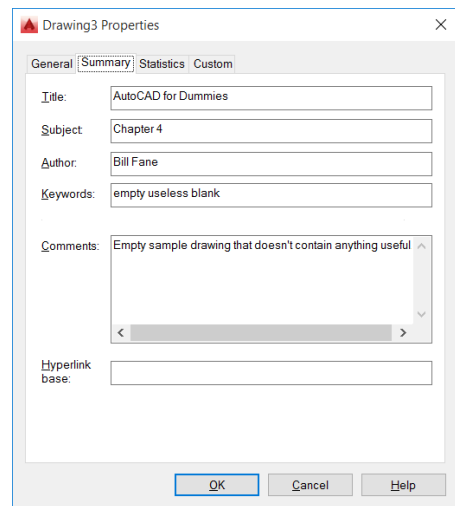 Drawing3 Properties
General Summary Statistics Custom
Title: AutoCAD for Dummies
Subject: Chapter 4
Author: Bill Fane
Keywords: empty useless blank
Comments: Empty sample drawing that doesn't contain anything useful
Hyperlink
base:
OK Cancel Help